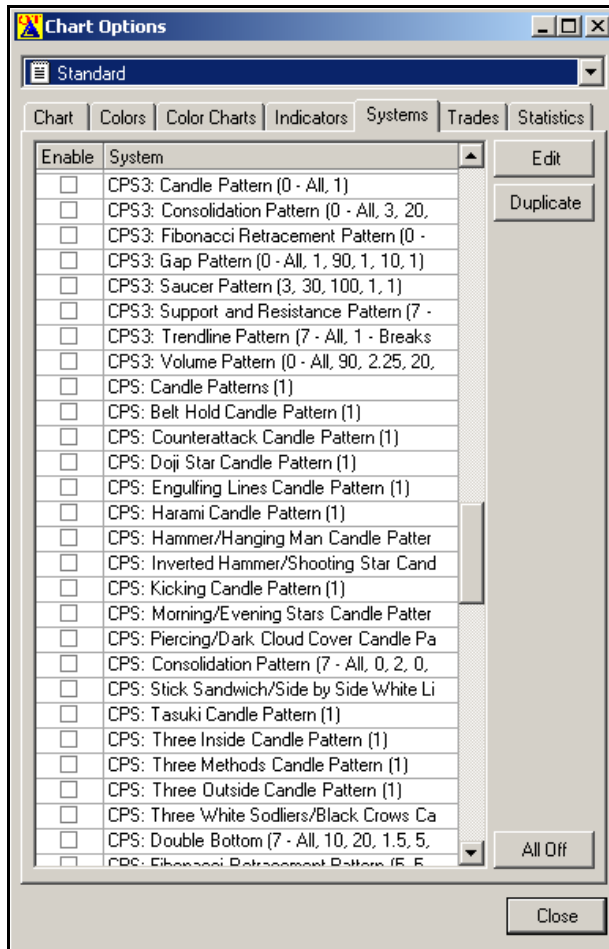 Chart Options
Standard
Chart Colors Color Charts Indicators Systems Trades Statistics
Enable System
Edit
CPS3: Candle Pattern (0 - All, 1)
Duplicate
CPS3: Consolidation Pattern (0 - All, 3, 20,
CPS3: Fibonacci Retracement Pattern (0 -
CPS3: Gap Pattern (0 - All, 1, 90, 1, 10, 1)
CPS3: Saucer Pattern (3, 30, 100, 1, 1)
CPS3: Support and Resistance Pattern (7 -
CPS3: Trendline Pattern (7 - All, 1 - Breaks
CPS3: Volume Pattern (0 - All, 90, 2.25, 20,
CPS: Candle Patterns (1)
CPS: Belt Hold Candle Pattern (1)
CPS: Counterattack Candle Pattern (1)
CPS: Doji Star Candle Pattern (1)
CPS: Engulfing Lines Candle Pattern (1)
CPS: Harami Candle Pattern (1)
CPS: Hammer/Hanging Man Candle Patter
CPS: Inverted Hammer/Shooting Star Cand
CPS: Kicking Candle Pattern (1)
CPS: Morning/Evening Stars Candle Patter
CPS: Piercing/Dark Cloud Cover Candle Pa
CPS: Consolidation Pattern (7 - All, 0, 2, 0,
CPS: Stick Sandwich/Side by Side White Li
CPS: Tasuki Candle Pattern (1)
CPS: Three Inside Candle Pattern (1)
CPS: Three Methods Candle Pattern (1)
CPS: Three Outside Candle Pattern (1)
CPS: Three White Sodliers/Black Crows Ca
CPS: Double Bottom (7 - All, 10, 20, 1.5, 5,
All Off
CPS: Fibonacci Retracement Pattern (5, 5
Close